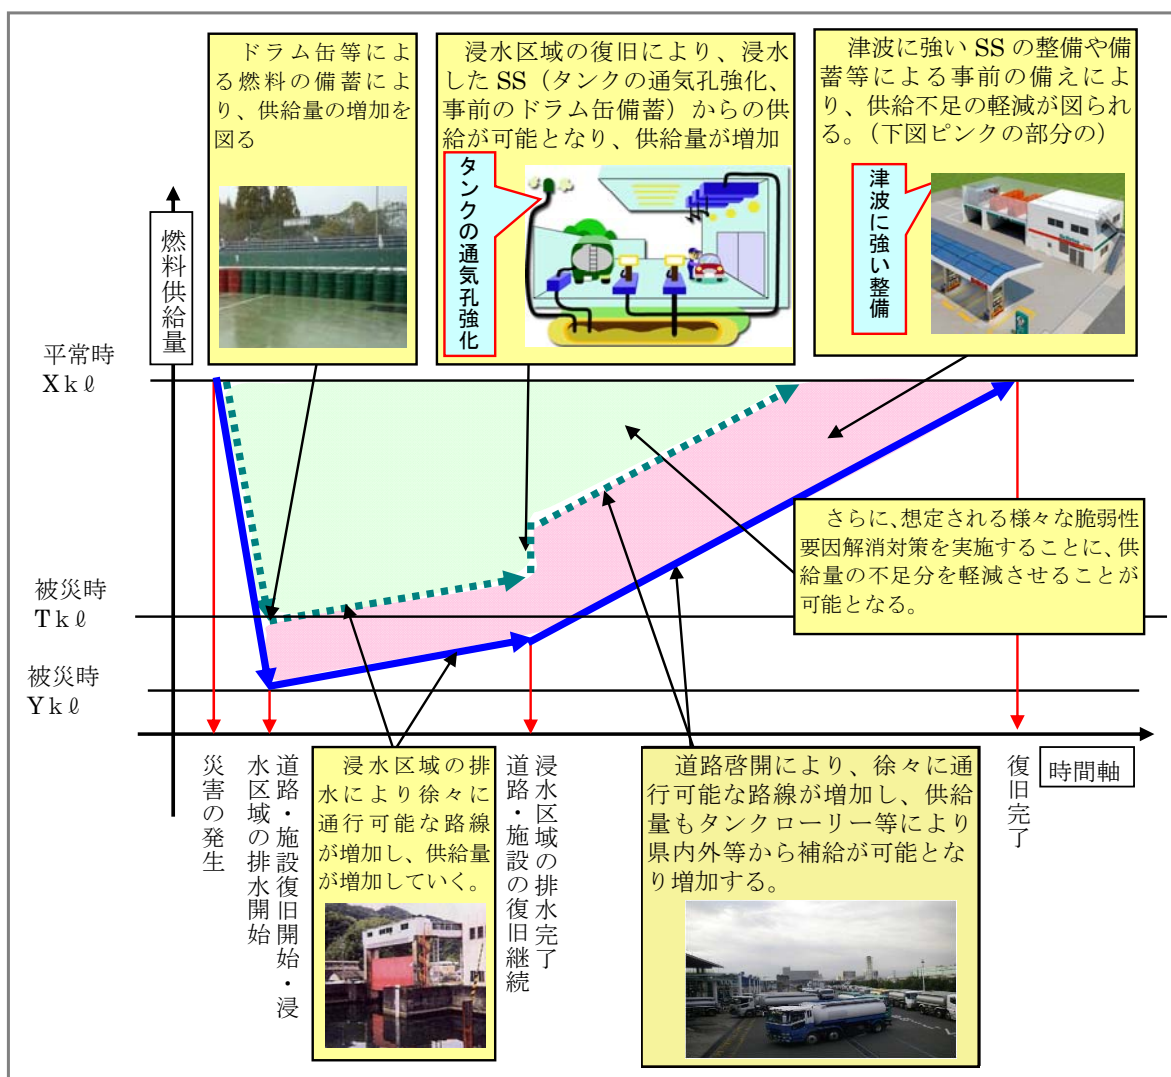 ドラム缶等によ
る燃料の備蓄によ
り、供給量の増加を
図る
浸水区域の復旧により、浸水
した SS（タンクの通気孔強化、
事前のドラム缶備蓄）からの供
給が可能となり、供給量が増加
タンクの通気孔強化
津波に強い SS の整備や備
蓄等による事前の備えによ
り、供給不足の軽減が図られ
る。（下図ピンクの部分の）
津波に強い整備
燃料供給量
平常時
Xｋℓ
さらに、想定される様々な脆弱性
要因解消対策を実施することに、供
給量の不足分を軽減させることが
可能となる。
被災時
Tｋℓ
被災時
Yｋℓ
災害の発生
道路・施設復旧開始・浸
水区域の排水開始
浸水区域の排
水により徐々に
通行可能な路線
が増加し、供給量
が増加していく。
浸水区域の排水完了
道路・施設の復旧継続
道路啓開により、徐々に通
行可能な路線が増加し、供給
量もタンクローリー等により
県内外等から補給が可能とな
り増加する。
復旧完了
時間軸